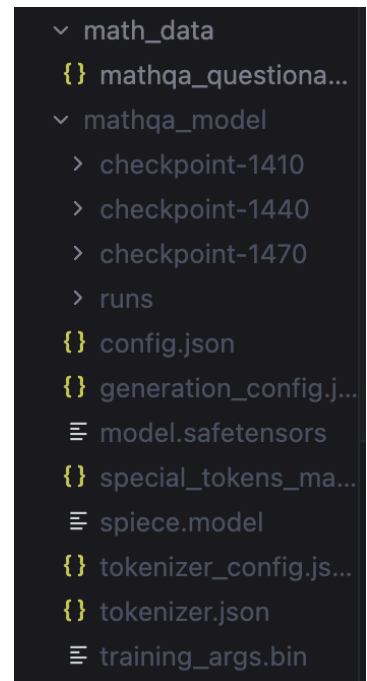 math_data
{} mathqa_questiona...
mathqa_model
checkpoint-1410
checkpoint-1440
checkpoint-1470
runs
{} config.json
{} generation_config.j...
model.safetensors
{} special_tokens_ma...
spiece.model
{} tokenizer_config.js...
{} tokenizer.json
training_args.bin